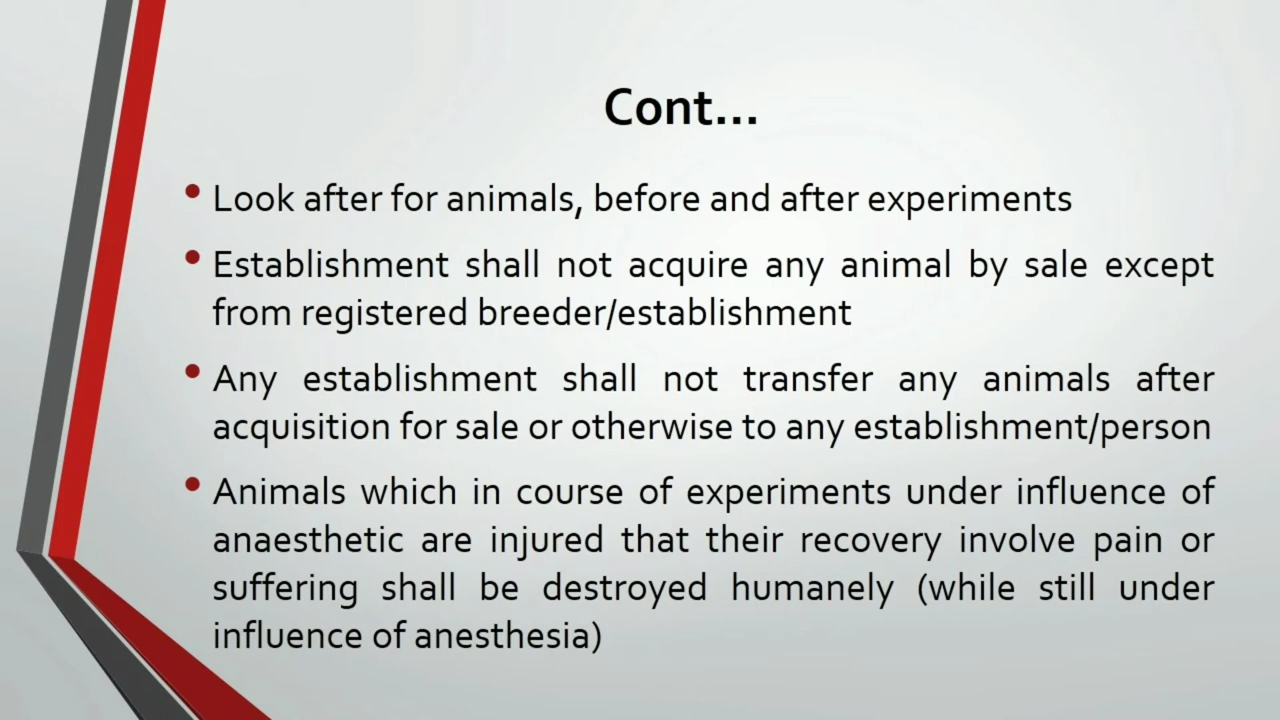 Cont...
• Look after for animals, before and after experiments
• Establishment shall not acquire any animal by sale except
from registered breeder/establishment
• Any establishment shall not transfer any animals after
acquisition for sale or otherwise to any establishment/person
• Animals which in course of experiments under influence of
anaesthetic are injured that their recovery involve pain or
suffering shall be destroyed humanely (while still under
influence of anesthesia)